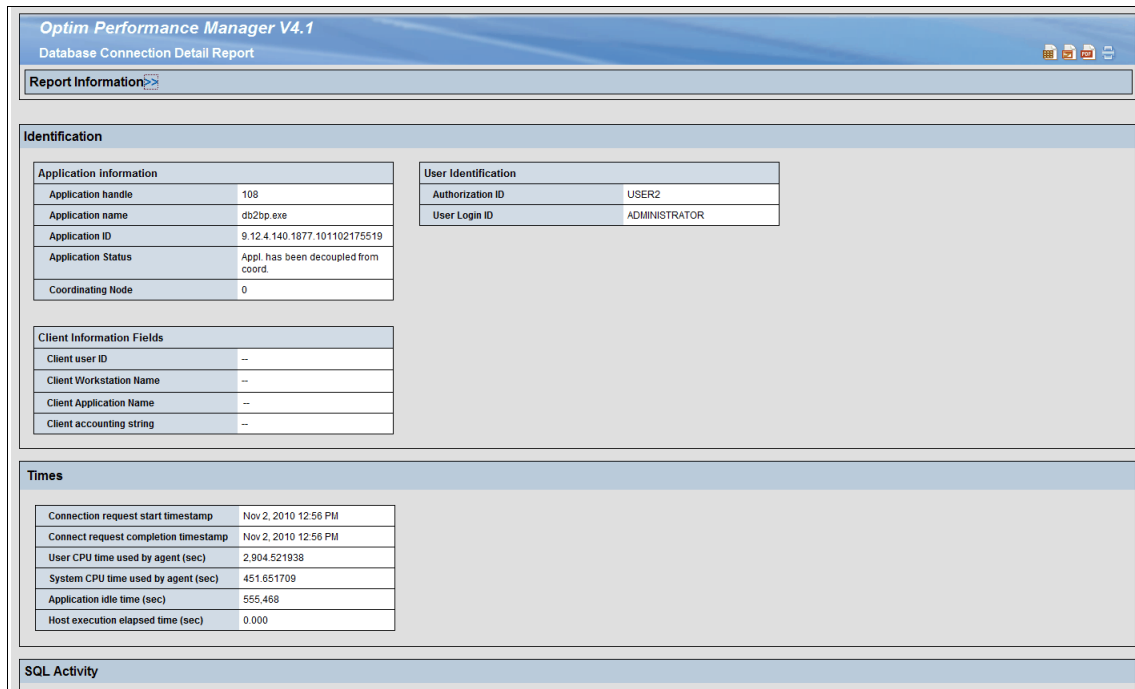 Optim Performance Manager V4.1
Database Connection Detail Report
Report Information>>
Identification
Application information
Application handle 108
Application name db2bp.exe
Application ID 9.12.4.140.1877.101102175519
Application Status Appl. has been decoupled from
coord.
Coordinating Node 0
User Identification
Authorization ID USER2
User Login ID ADMINISTRATOR
Client Information Fields
Client user ID --
Client Workstation Name --
Client Application Name --
Client accounting string --
Times
Connection request start timestamp Nov 2, 2010 12:56 PM
Connect request completion timestamp Nov 2, 2010 12:56 PM
User CPU time used by agent (sec) 2,904.521938
System CPU time used by agent (sec) 451.651709
Application idle time (sec) 555,468
Host execution elapsed time (sec) 0.000
SQL Activity